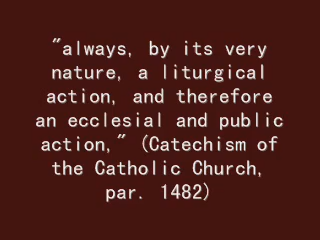 "always, by its very
nature, a liturgical
action, and therefore
an ecclesial and public
action," (Catechism of
the Catholic Church,
par. 1482)